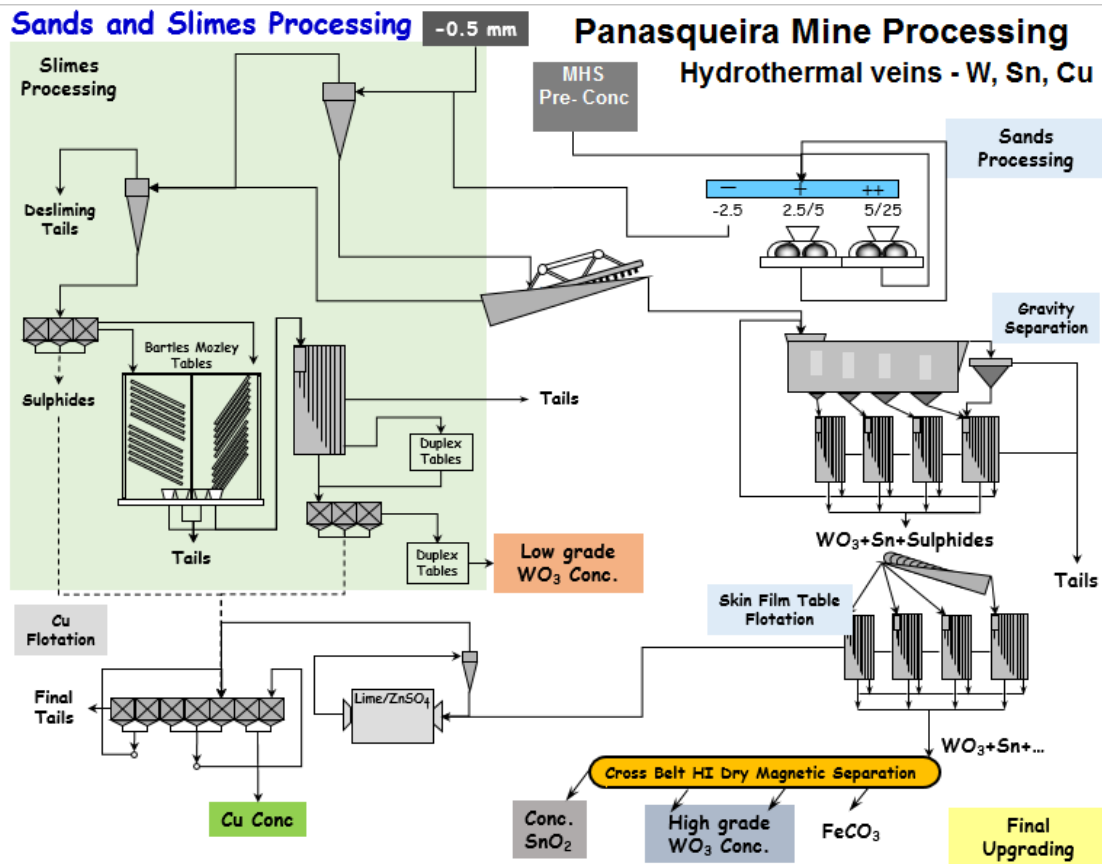 Sands and Slimes Processing
-0.5 mm
Panasqueira Mine Processing
Hydrothermal veins - W, Sn, Cu
Slimes
Processing
MHS
Pre- Conc
Sands
Processing
− + ++
-2.5 2.5/5 5/25
Desliming
Tails
Gravity
Separation
Bartles Mozley
Tables
Sulphides
Tails
Duplex
Tables
Tails
WO₃+Sn+Sulphides
Duplex
Tables
Low grade
WO₃ Conc.
Tails
Skin Film Table
Flotation
Cu
Flotation
Final
Tails
Lime/ZnSO₄
WO₃+Sn+…
Cross Belt HI Dry Magnetic Separation
Cu Conc
Conc.
SnO₂
High grade
WO₃ Conc.
FeCO₃
Final
Upgrading